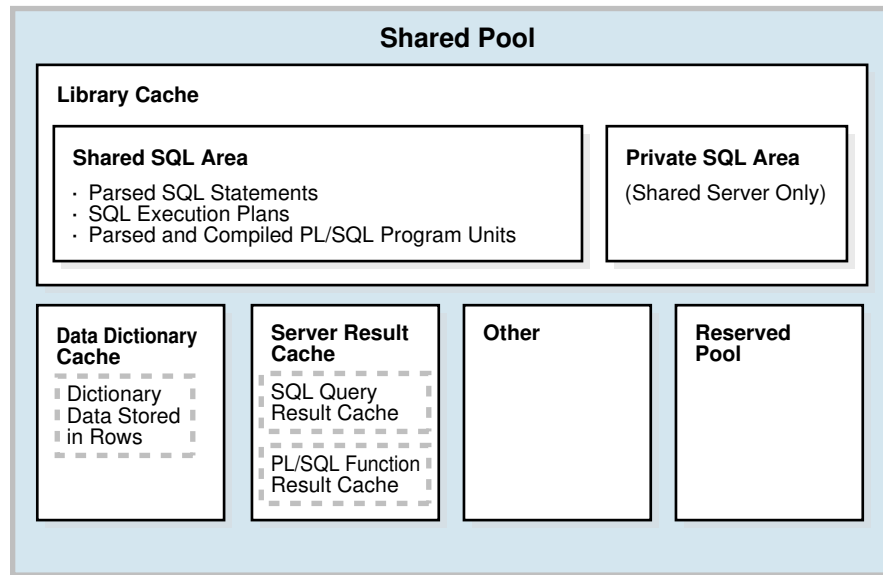 Shared Pool
Library Cache
Shared SQL Area
· Parsed SQL Statements
· SQL Execution Plans
· Parsed and Compiled PL/SQL Program Units
Private SQL Area
(Shared Server Only)
Data Dictionary
Cache
Dictionary
Data Stored
in Rows
Server Result
Cache
SQL Query
Result Cache
PL/SQL Function
Result Cache
Other
Reserved
Pool